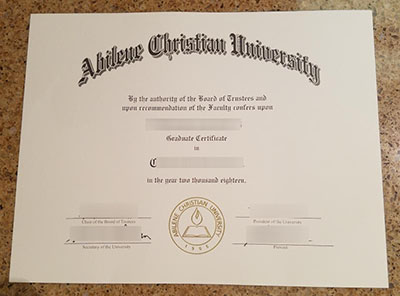 Abilene Christian University
By the authority of the Board of Trustees and
upon recommendation of the Faculty confers upon
Graduate Certificate
in
C
in the year two thousand eighteen.
Chair of the Board of Trustees
President of the University
Secretary of the University
Provost
ABILENE CHRISTIAN UNIVERSITY
1906